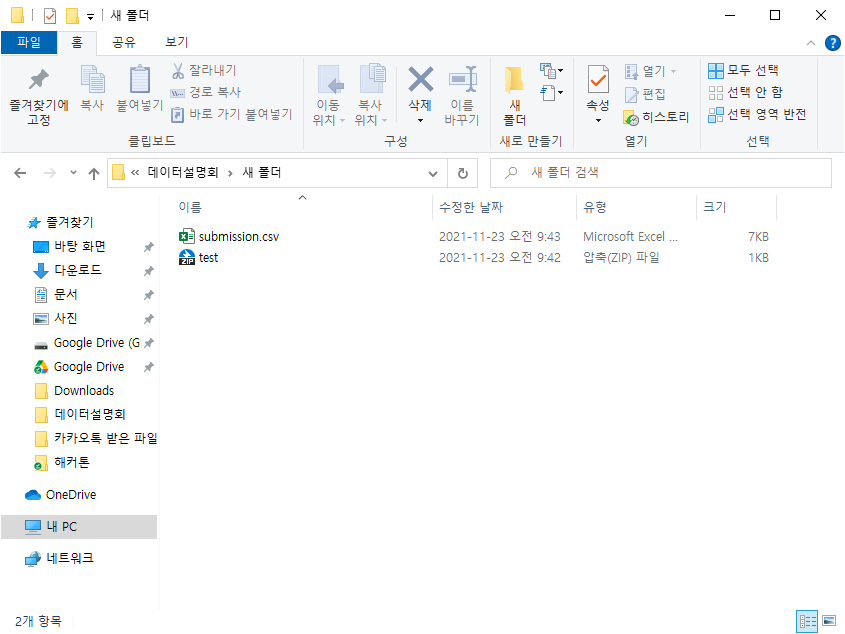 새 폴더
파일 홈 공유 보기
즐겨찾기에 고정
복사
붙여넣기
잘라내기
경로 복사
바로 가기 붙여넣기
클립보드
이동 위치
복사 위치
삭제
이름 바꾸기
구성
새 폴더
새로 만들기
속성
열기
편집
히스토리
열기
모두 선택
선택 안 함
선택 영역 반전
선택
« 데이터설명회 › 새 폴더
새 폴더 검색
이름 수정한 날짜 유형 크기
submission.csv 2021-11-23 오전 9:43 Microsoft Excel ... 7KB
test 2021-11-23 오전 9:42 압축(ZIP) 파일 1KB
ZIP
즐겨찾기
바탕 화면
다운로드
문서
사진
Google Drive (G
Google Drive
Downloads
데이터설명회
카카오톡 받은 파일
해커톤
OneDrive
내 PC
네트워크
2개 항목